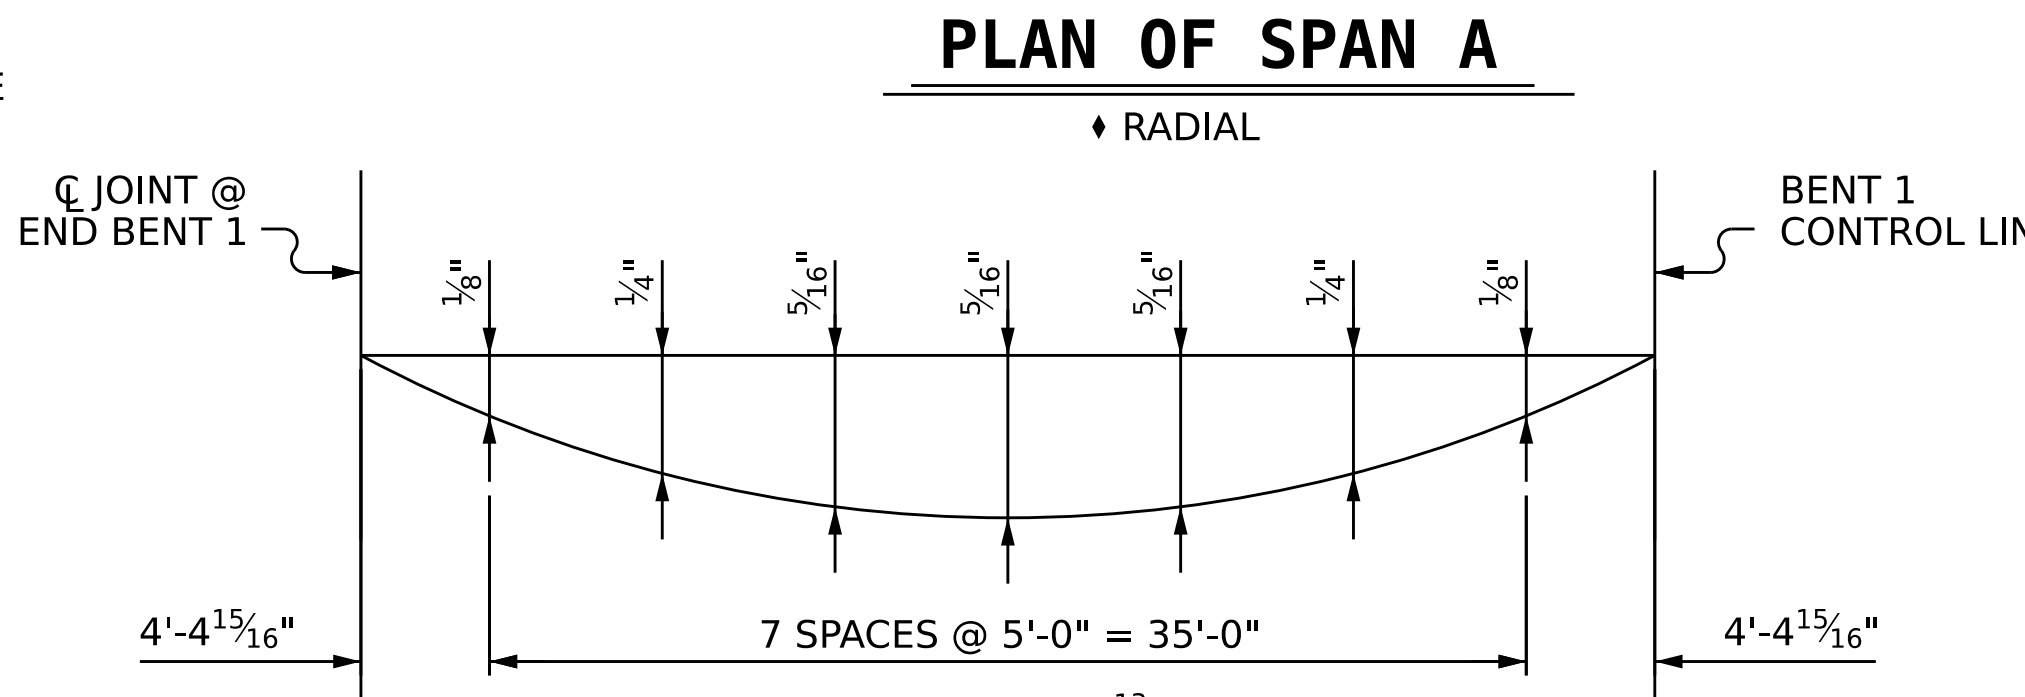 PLAN OF SPAN A
♦ RADIAL
℄ JOINT @
END BENT 1
BENT 1
CONTROL LIN
1⁄8"
1⁄4"
5⁄16"
5⁄16"
5⁄16"
1⁄4"
1⁄8"
4'-4 15⁄16"
7 SPACES @ 5'-0" = 35'-0"
4'-4 15⁄16"